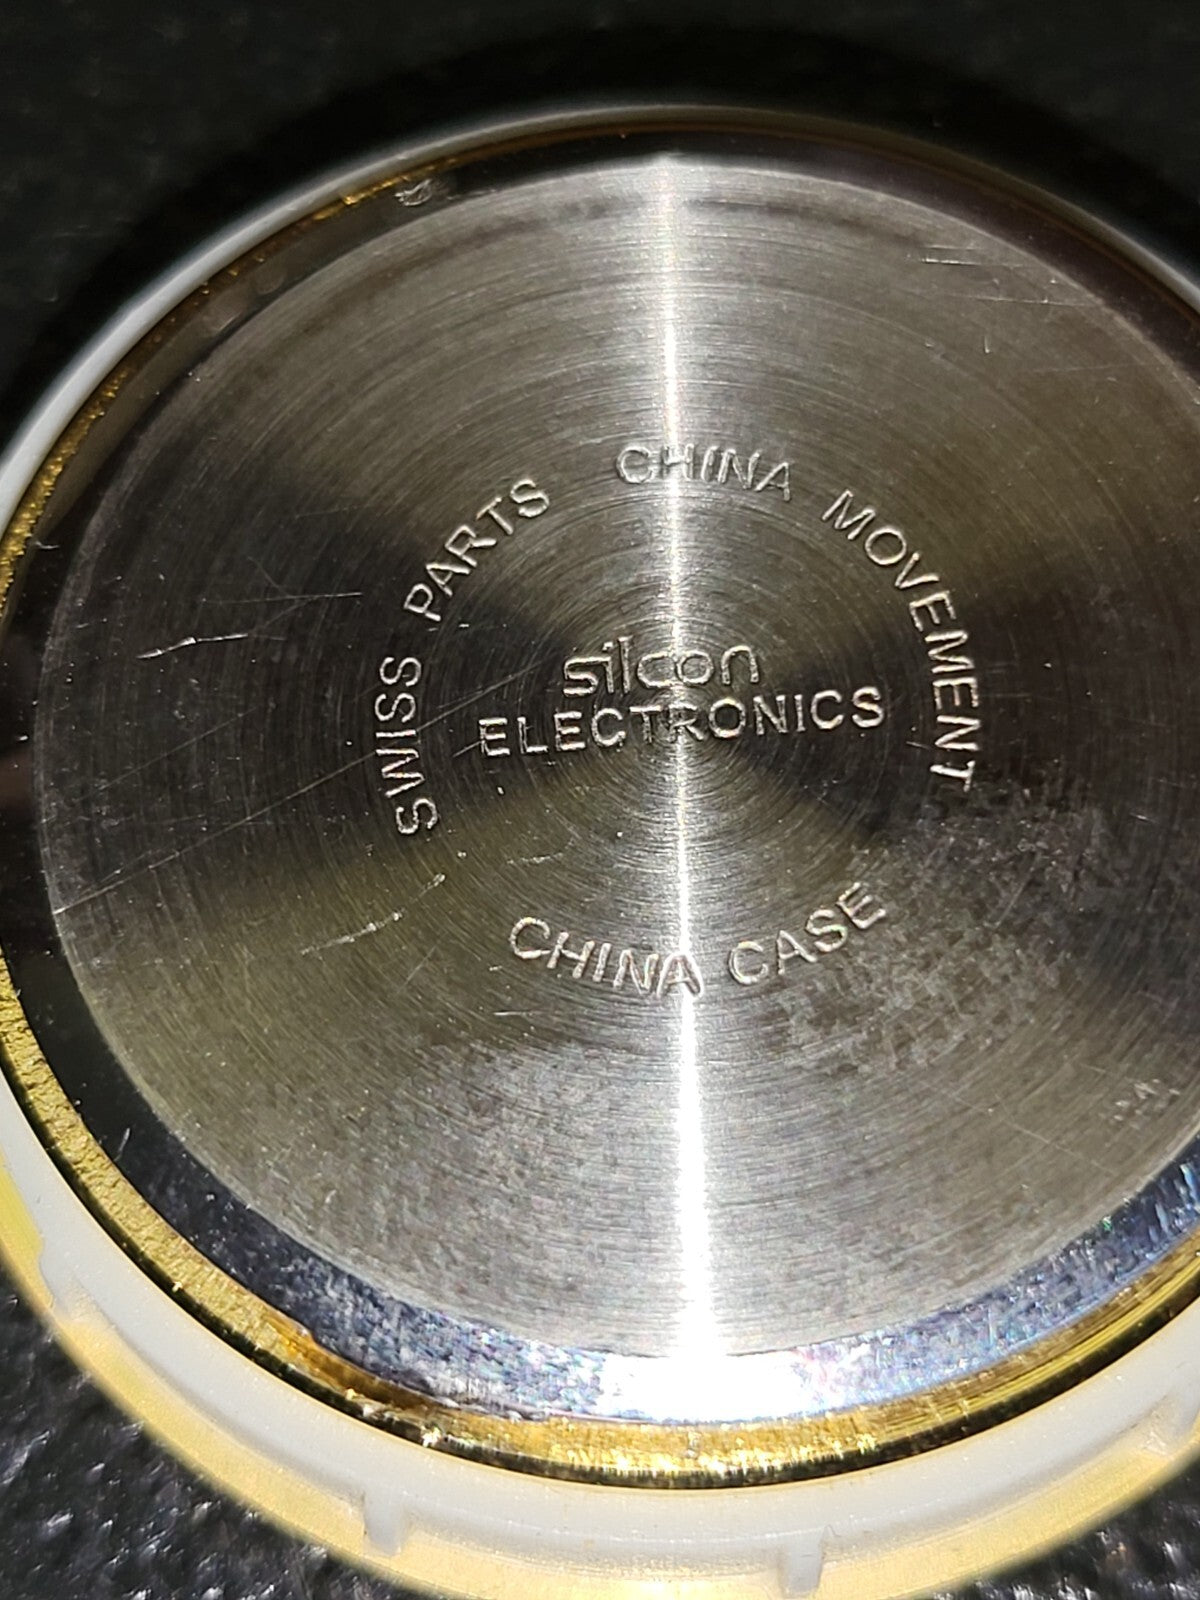 SWISS PARTS CHINA MOVEMENT
silcon
ELECTRONICS
CHINA CASE